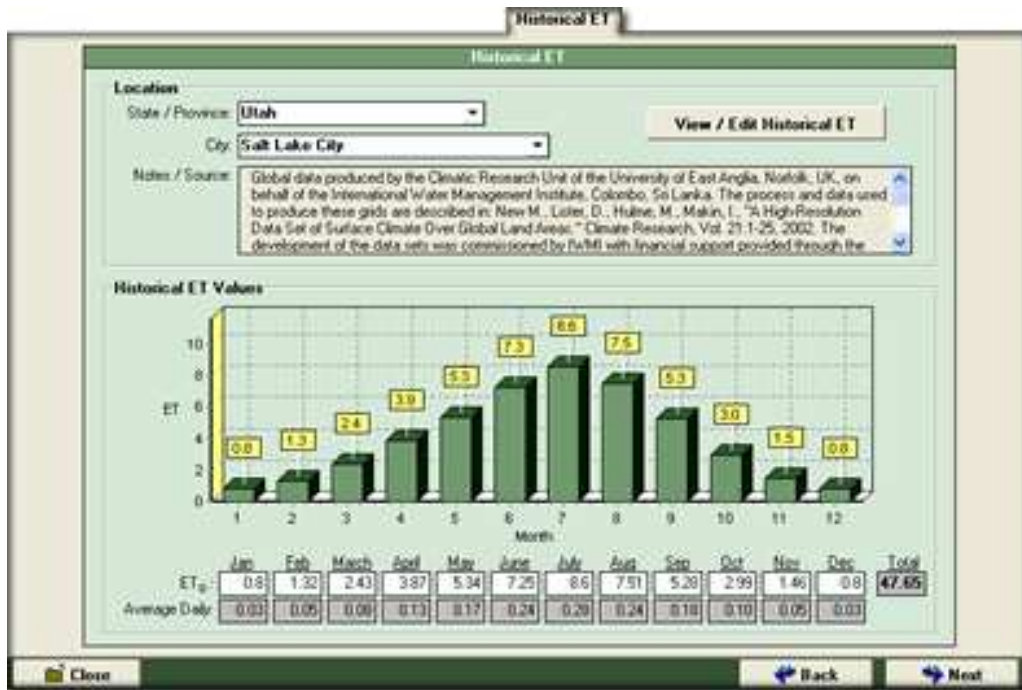 Historical ET
Historical ET
Location
State / Province: Utah
View / Edit Historical ET
City: Salt Lake City
Notes / Source: Global data produced by the Climatic Research Unit of the University of East Anglia, Norfolk, UK, on
behalf of the International Water Management Institute, Colombo, Sri Lanka. The process and data used
to produce these grids are described in: New M., Lister, D., Hulme, M., Makin, I., "A High-Resolution
Data Set of Surface Climate Over Global Land Areas." Climate Research, Vol. 21:1-25, 2002. The
development of the data sets was commissioned by IWMI with financial support provided through the
Historical ET Values
10
8
ET 6
4
2
0
0.8 1.3 2.4 3.9 5.3 7.3 8.6 7.5 5.3 3.0 1.5 0.8
1 2 3 4 5 6 7 8 9 10 11 12
Month
Jan Feb March April May June July Aug Sep Oct Nov Dec Total
ET₀: 0.8 1.32 2.43 3.87 5.34 7.25 8.6 7.51 5.28 2.99 1.46 0.8 47.65
Average Daily: 0.03 0.05 0.08 0.13 0.17 0.24 0.28 0.24 0.18 0.10 0.05 0.03
Close
Back
Next